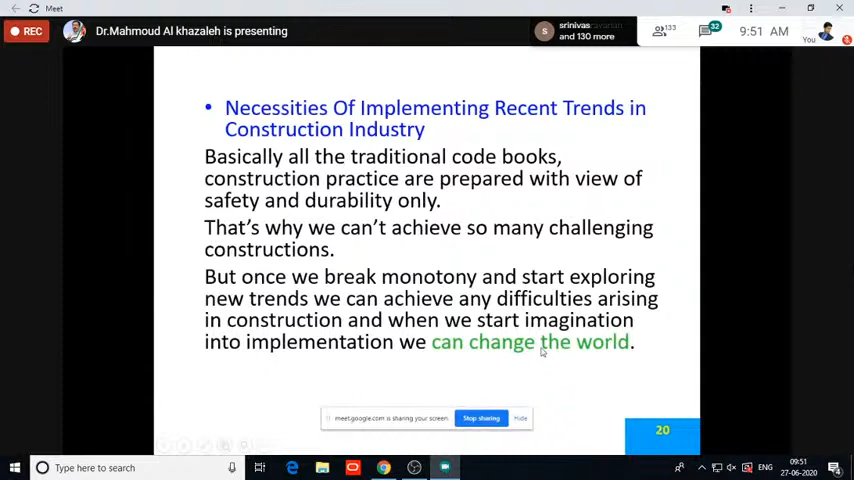 Meet
REC
Dr.Mahmoud Al khazaleh is presenting
S
srinivas
and 130 more
133
32
9:51 AM
You
• Necessities Of Implementing Recent Trends in
Construction Industry
Basically all the traditional code books,
construction practice are prepared with view of
safety and durability only.
That's why we can't achieve so many challenging
constructions.
But once we break monotony and start exploring
new trends we can achieve any difficulties arising
in construction and when we start imagination
into implementation we can change the world.
meet.google.com is sharing your screen.
Stop sharing
Hide
20
Type here to search
ENG
09:51
27-06-2020
4